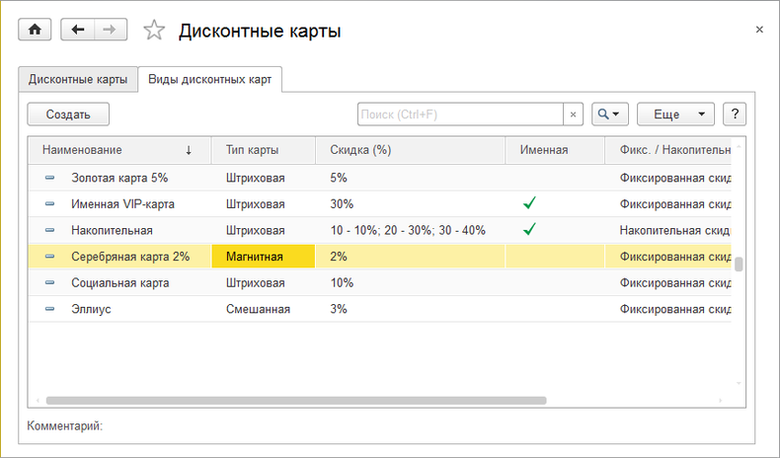 Дисконтные карты
Дисконтные карты Виды дисконтных карт
Создать Поиск (Ctrl+F) × Еще ?
Наименование ↓ Тип карты Скидка (%) Именная Фикс. / Накопительн
Золотая карта 5% Штриховая 5% Фиксированная скид
Именная VIP-карта Штриховая 30% Фиксированная скид
Накопительная Штриховая 10 - 10%; 20 - 30%; 30 - 40% Накопительная скид
Серебряная карта 2% Магнитная 2% Фиксированная скид
Социальная карта Штриховая 10% Фиксированная скид
Эллиус Смешанная 3% Фиксированная скид
Комментарий: